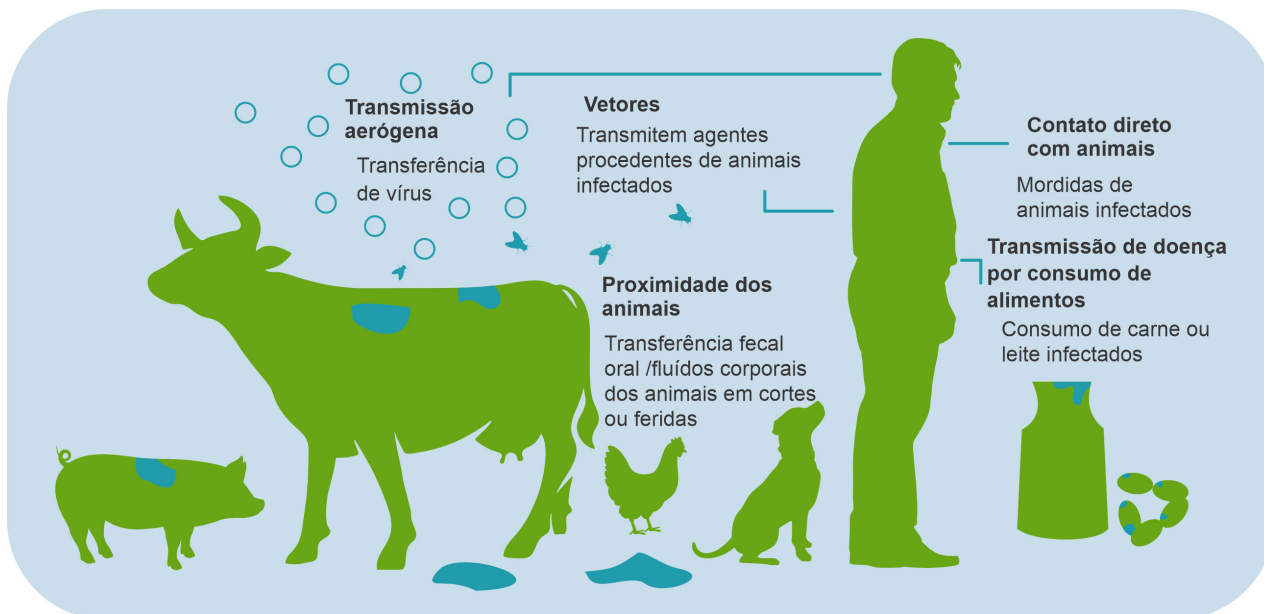 Transmissão
aerógena
Transferência
de vírus
Vetores
Transmitem agentes
procedentes de animais
infectados
Proximidade dos
animais
Transferência fecal
oral /fluídos corporais
dos animais em cortes
ou feridas
Contato direto
com animais
Mordidas de
animais infectados
Transmissão de doença
por consumo de
alimentos
Consumo de carne ou
leite infectados